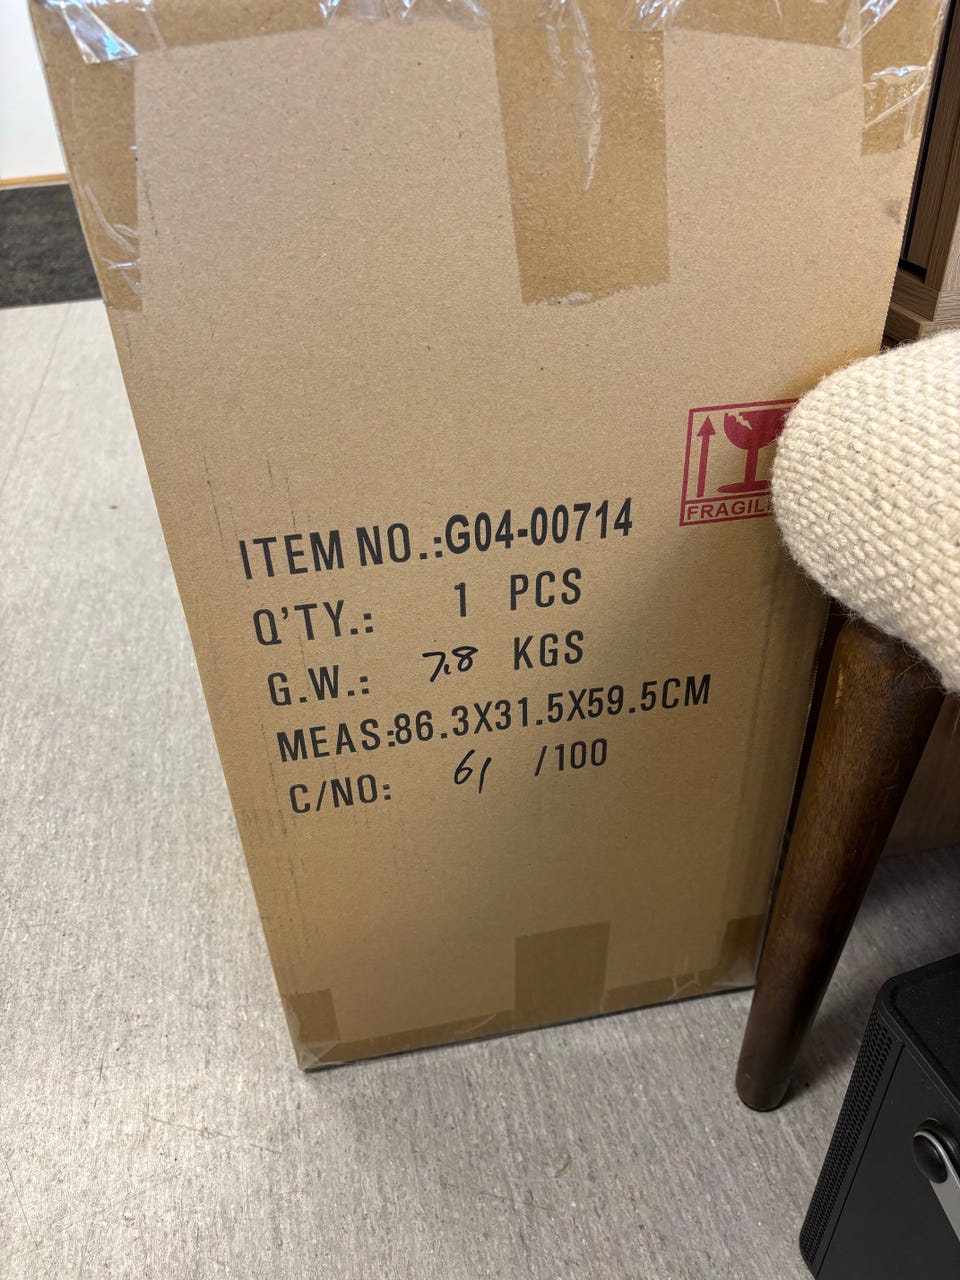 FRAGIL
ITEM NO.:G04-00714
Q'TY.: 1 PCS
G.W.: 7.8 KGS
MEAS:86.3X31.5X59.5CM
C/NO: 61 /100